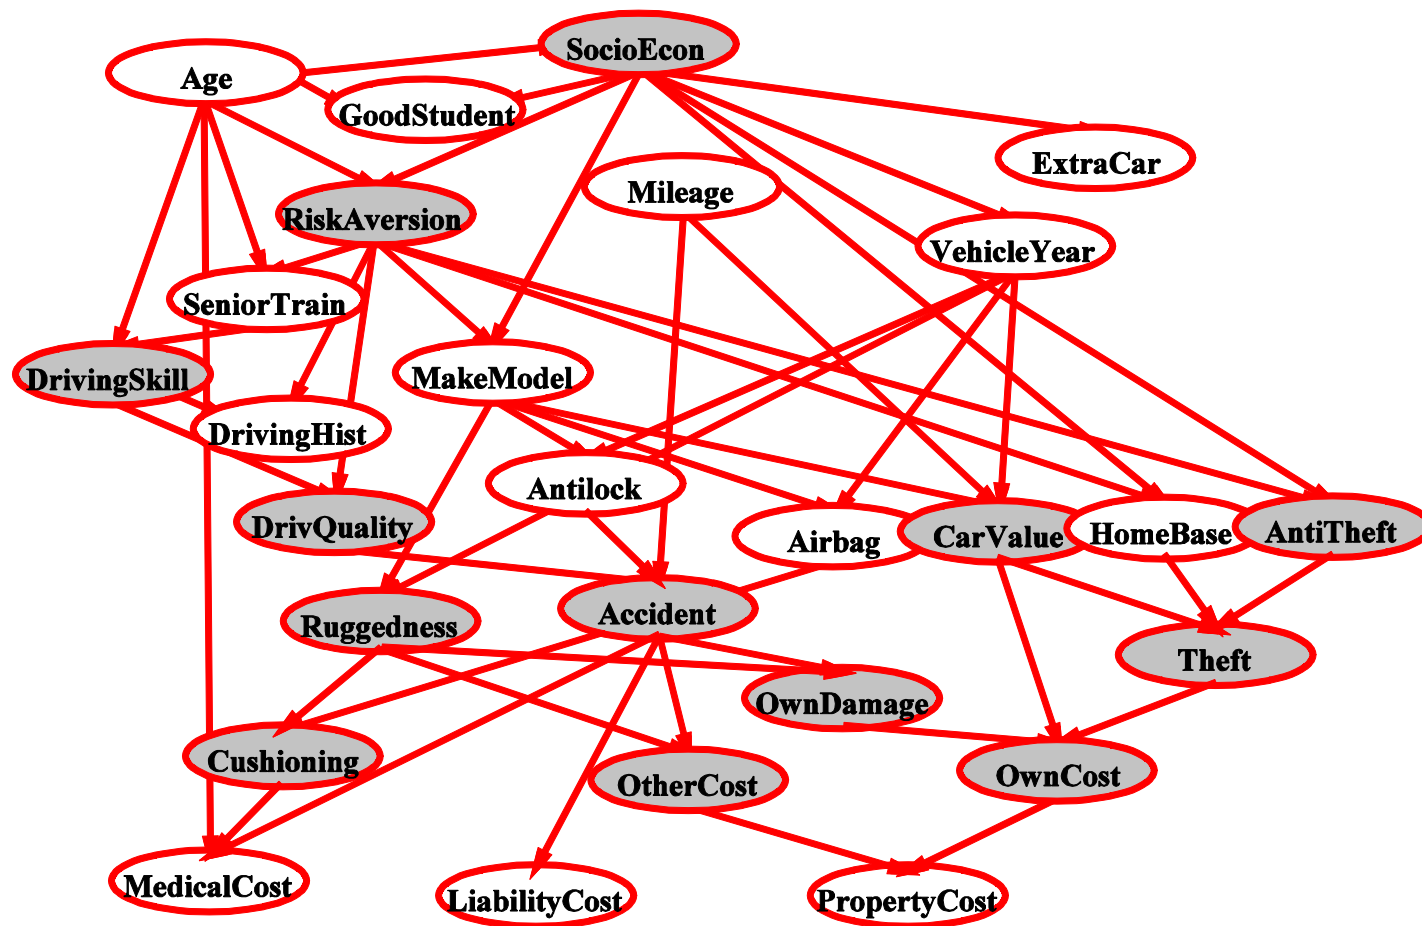 SocioEcon
Age
GoodStudent
ExtraCar
Mileage
RiskAversion
VehicleYear
SeniorTrain
DrivingSkill
MakeModel
DrivingHist
Antilock
DrivQuality
Airbag
CarValue
HomeBase
AntiTheft
Accident
Ruggedness
Theft
OwnDamage
Cushioning
OtherCost
OwnCost
MedicalCost
LiabilityCost
PropertyCost